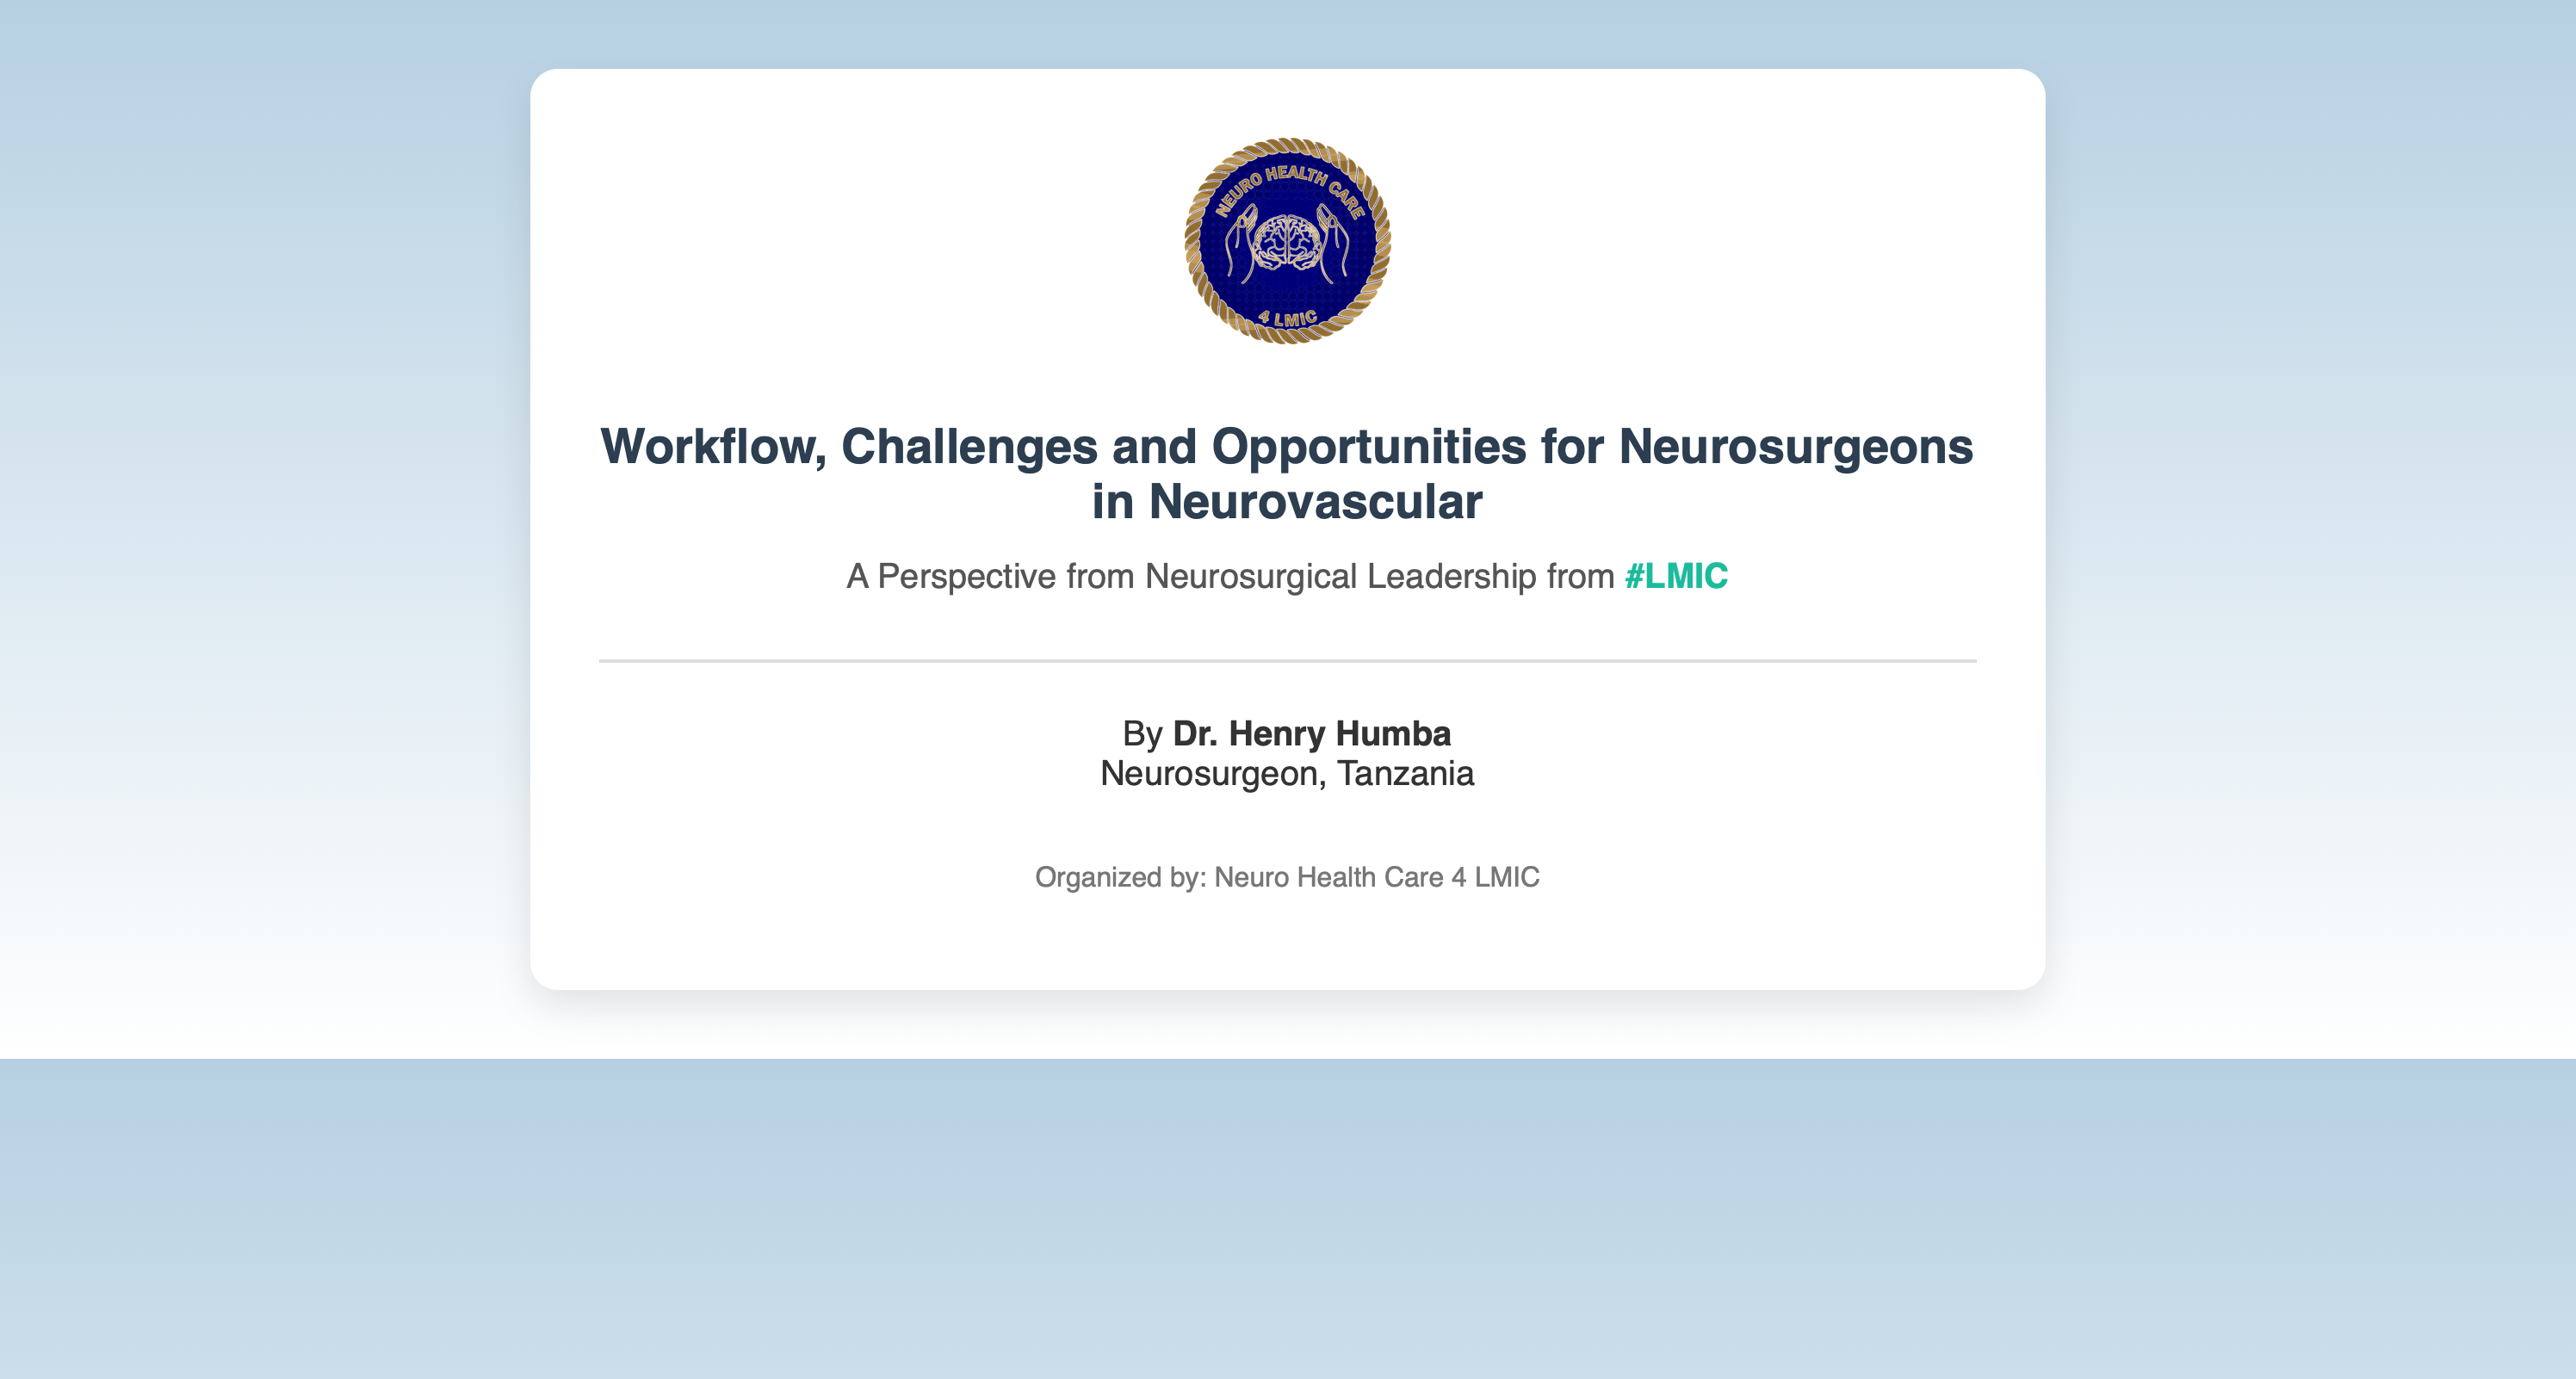 NEURO HEALTH CARE
4 LMIC
Workflow, Challenges and Opportunities for Neurosurgeons
in Neurovascular
A Perspective from Neurosurgical Leadership from #LMIC
By Dr. Henry Humba
Neurosurgeon, Tanzania
Organized by: Neuro Health Care 4 LMIC